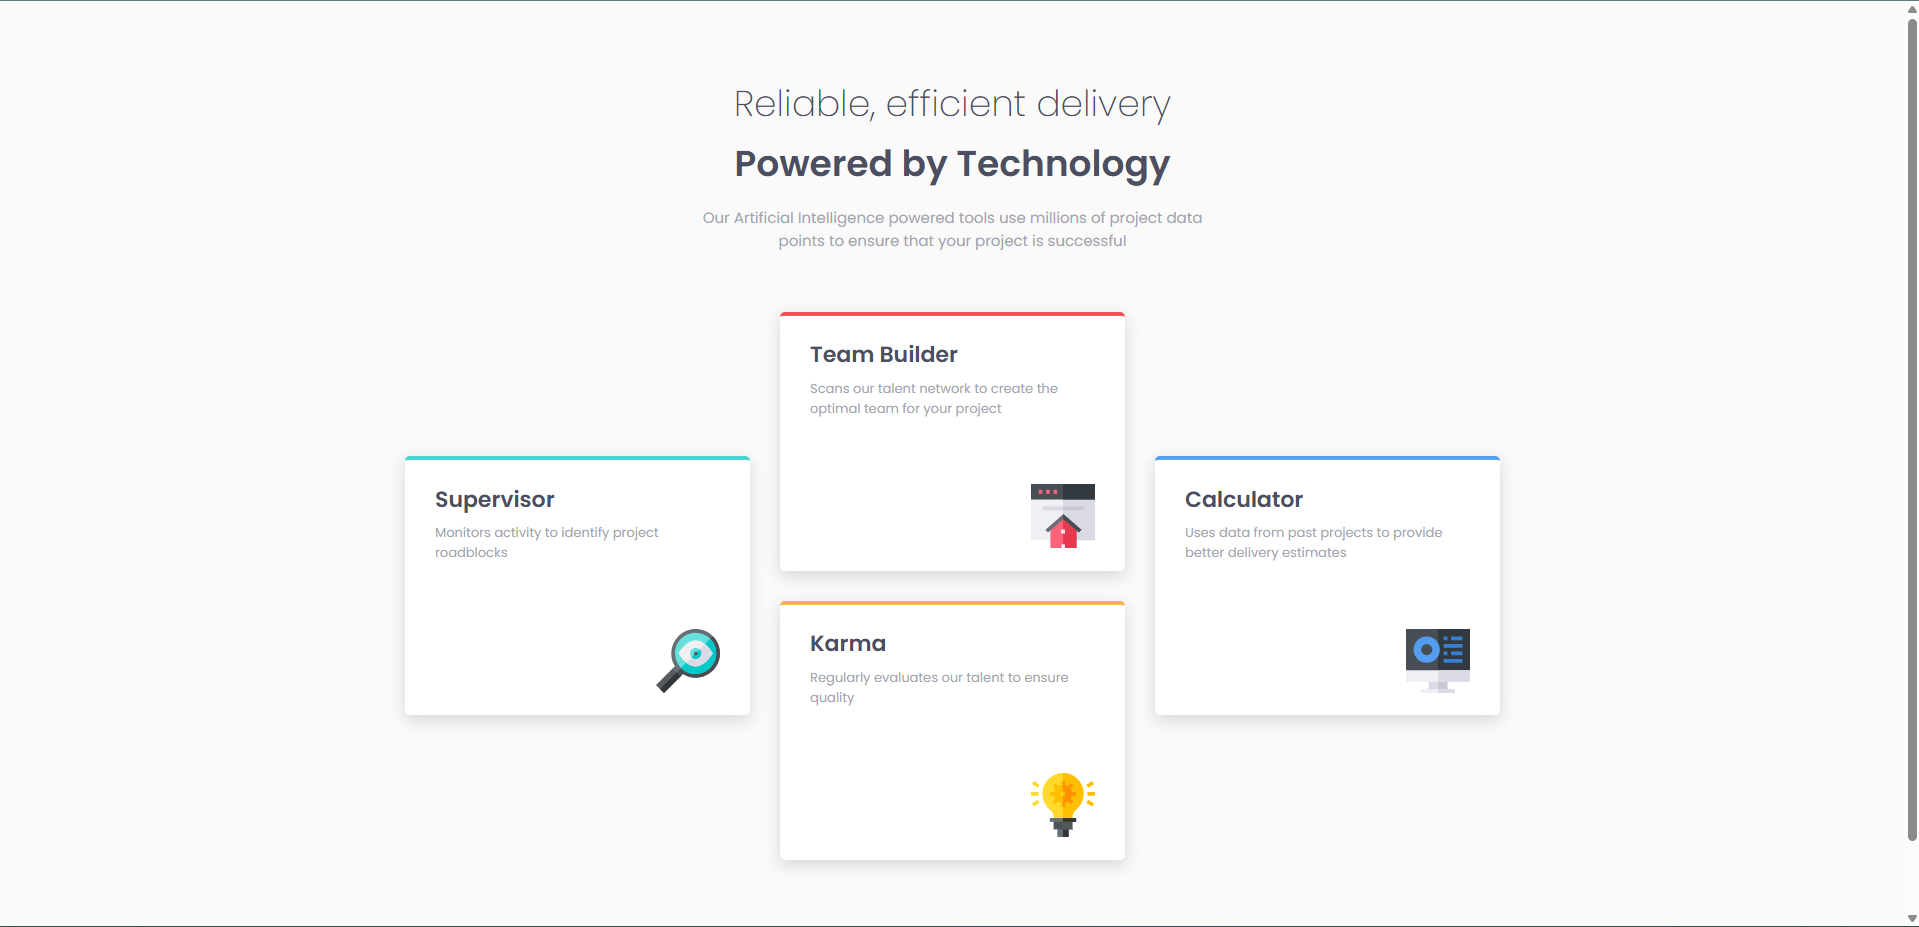 Reliable, efficient delivery
Powered by Technology
Our Artificial Intelligence powered tools use millions of project data
points to ensure that your project is successful
Team Builder
Scans our talent network to create the
optimal team for your project
Supervisor
Monitors activity to identify project
roadblocks
Calculator
Uses data from past projects to provide
better delivery estimates
Karma
Regularly evaluates our talent to ensure
quality